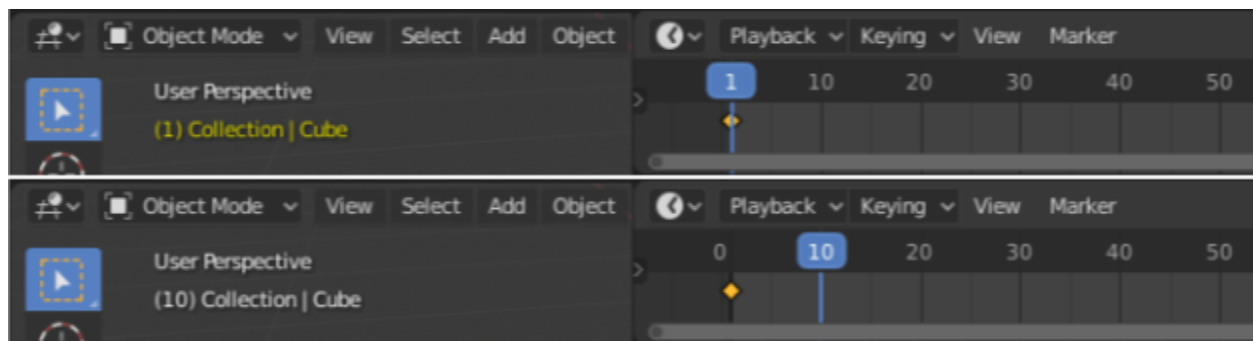 Object Mode View Select Add Object Playback Keying View Marker
User Perspective 1 10 20 30 40 50
(1) Collection | Cube
Object Mode View Select Add Object Playback Keying View Marker
User Perspective 0 10 20 30 40 50
(10) Collection | Cube